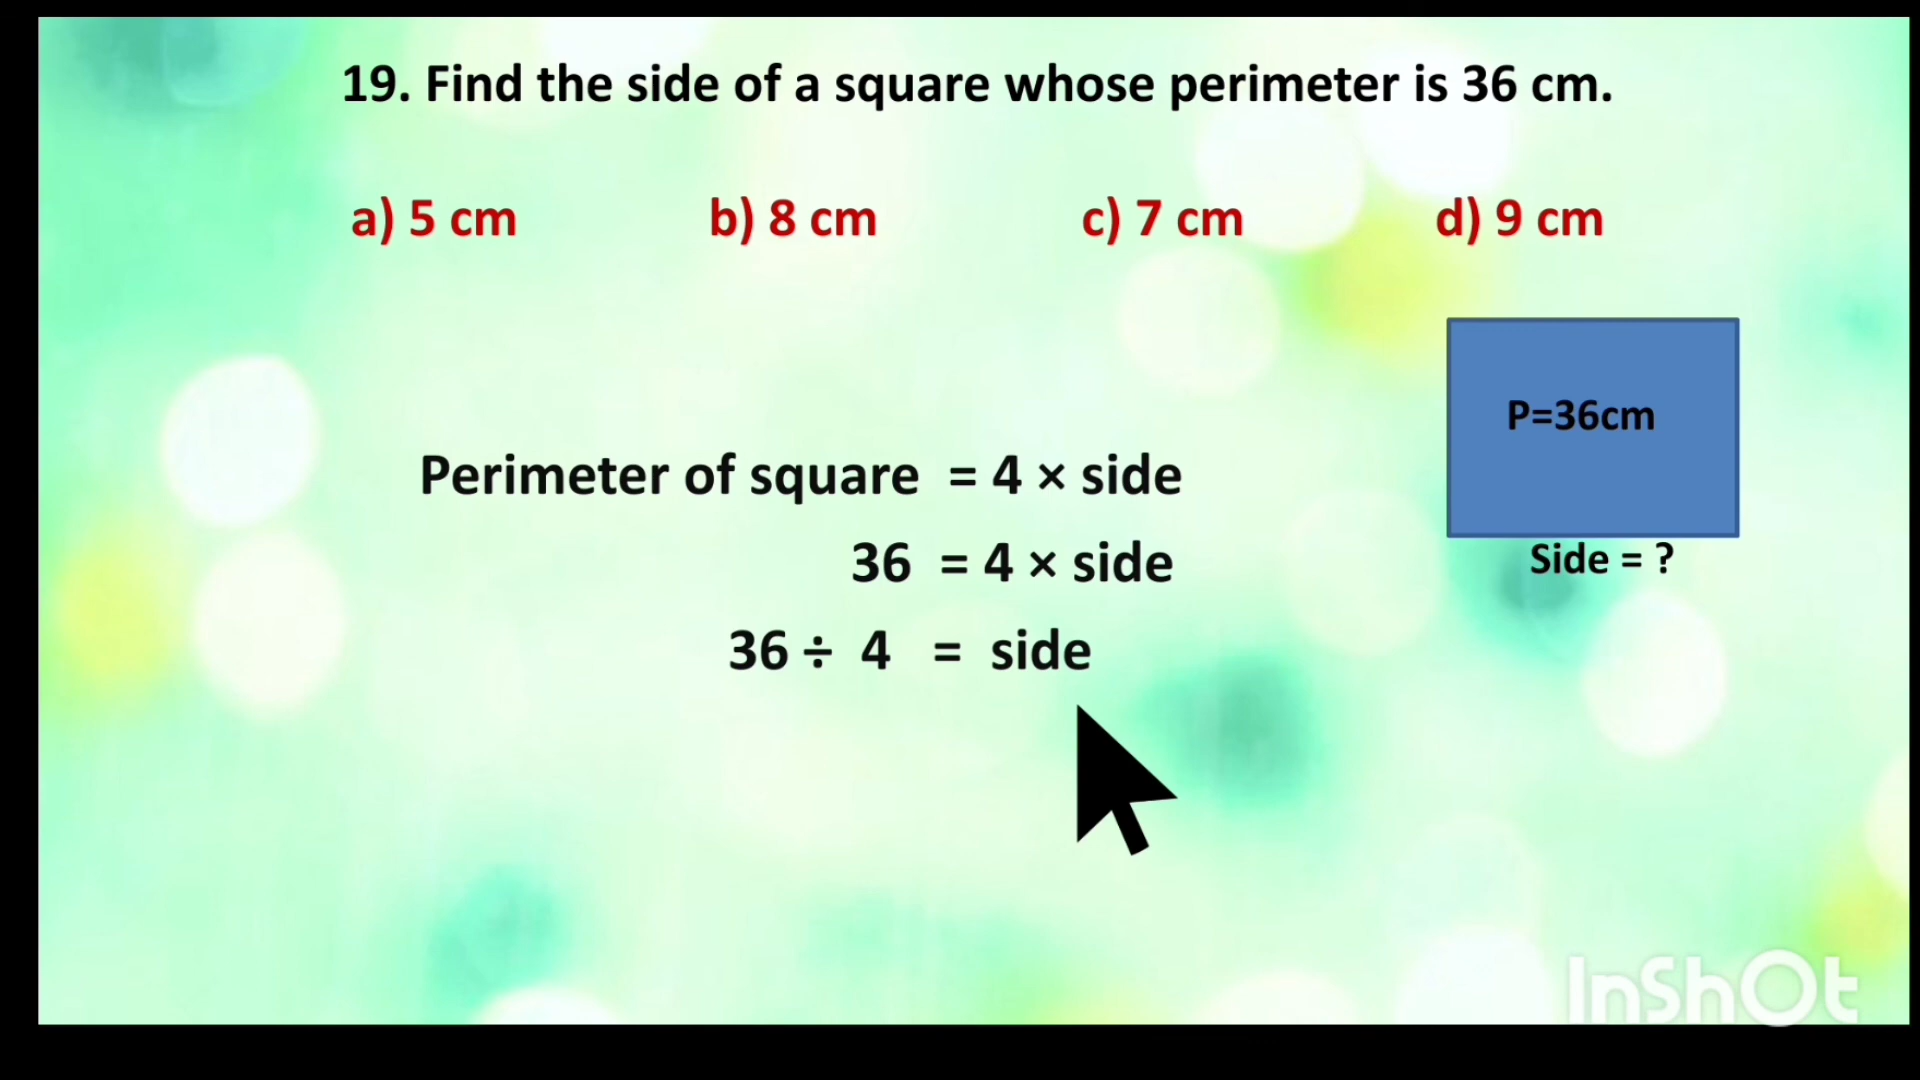 19. Find the side of a square whose perimeter is 36 cm.
a) 5 cm b) 8 cm c) 7 cm d) 9 cm
P=36cm
Perimeter of square = 4 × side
36 = 4 × side
Side = ?
36 ÷ 4 = side
InShOt